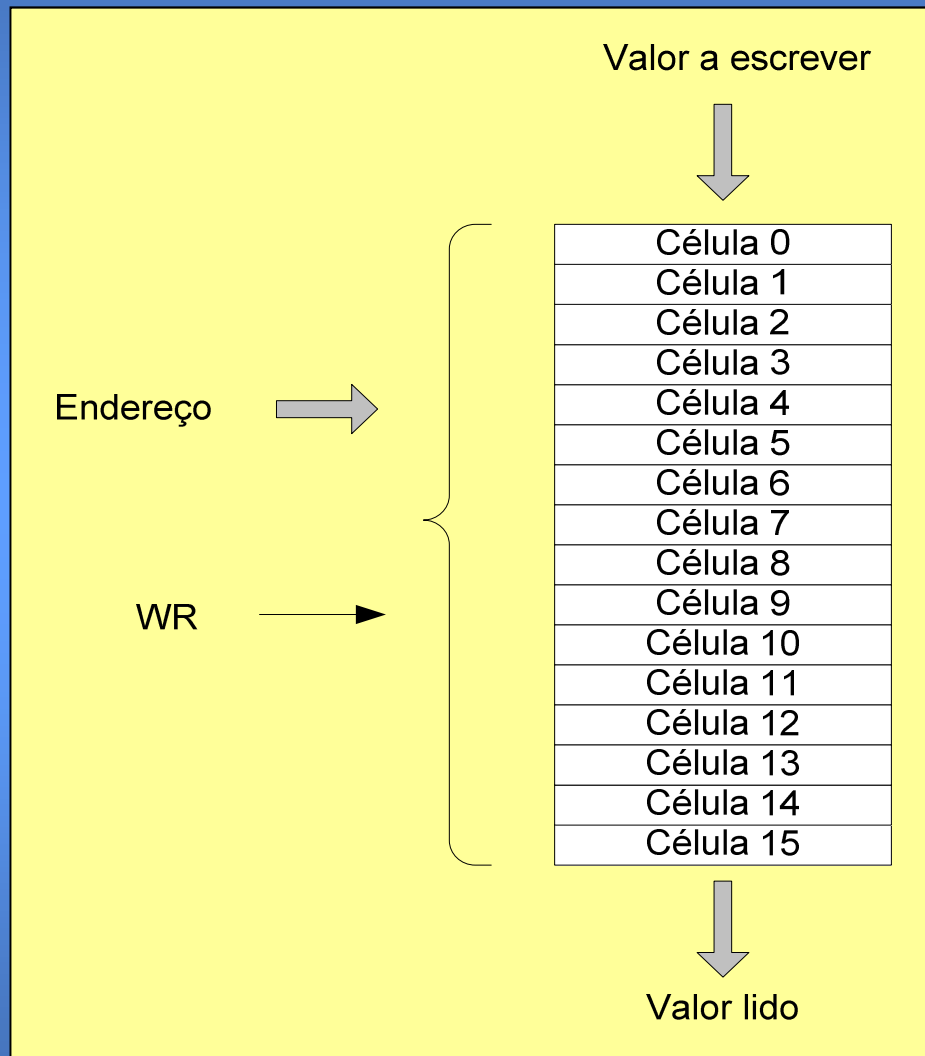 Valor a escrever
Célula 0
Célula 1
Célula 2
Célula 3
Endereço
Célula 4
Célula 5
Célula 6
Célula 7
Célula 8
Célula 9
WR
Célula 10
Célula 11
Célula 12
Célula 13
Célula 14
Célula 15
Valor lido